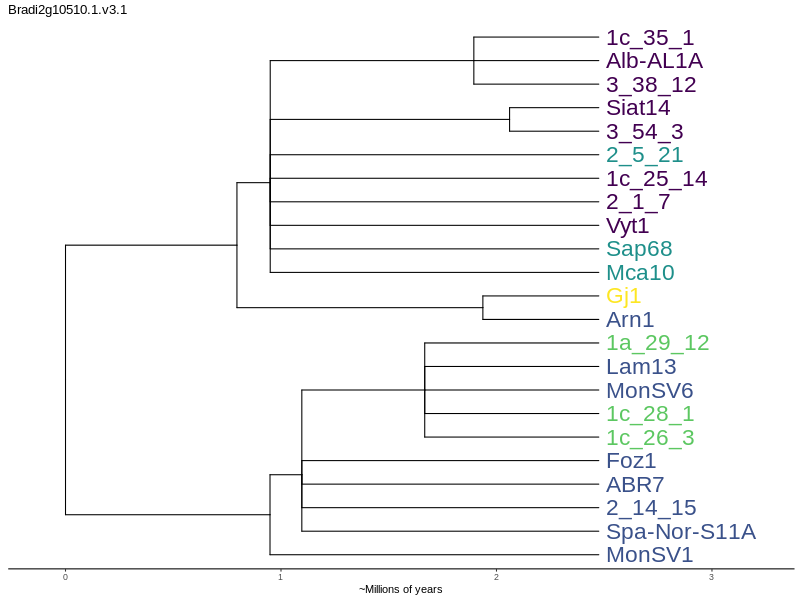 Bradi2g10510.1.v3.1
1c_35_1
Alb-AL1A
3_38_12
Siat14
3_54_3
2_5_21
1c_25_14
2_1_7
Vyt1
Sap68
Mca10
Gj1
Arn1
1a_29_12
Lam13
MonSV6
1c_28_1
1c_26_3
Foz1
ABR7
2_14_15
Spa-Nor-S11A
MonSV1
0 1 2 3
~Millions of years